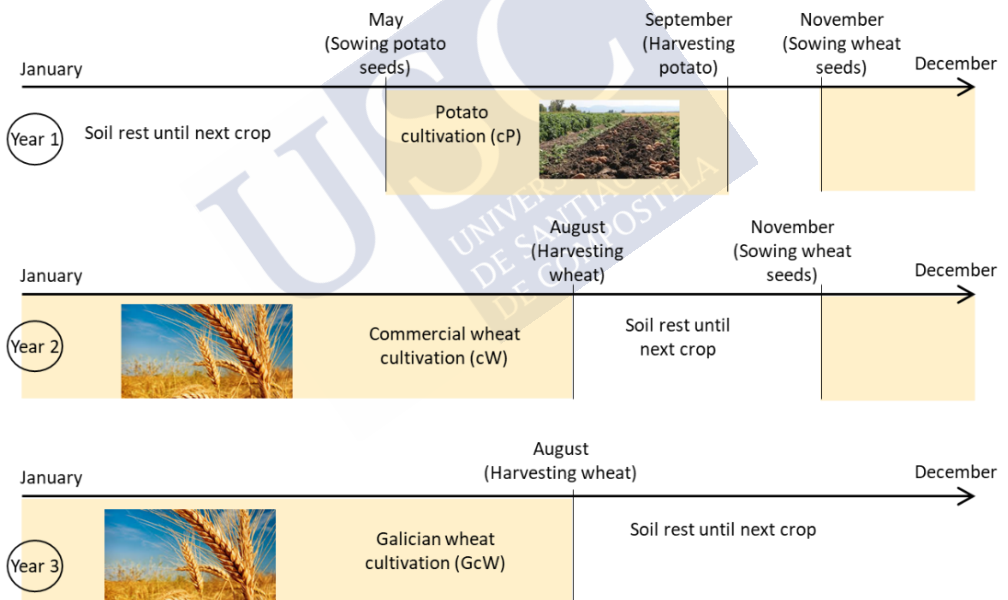 May
(Sowing potato
seeds)
September
(Harvesting
potato)
November
(Sowing wheat
seeds)
January
December
Year 1
Soil rest until next crop
Potato
cultivation (cP)
USC
UNIVERSIDADE
DE SANTIAGO
DE COMPOSTELA
August
(Harvesting
wheat)
November
(Sowing wheat
seeds)
January
December
Year 2
Commercial wheat
cultivation (cW)
Soil rest until
next crop
August
(Harvesting wheat)
January
December
Year 3
Galician wheat
cultivation (GcW)
Soil rest until next crop